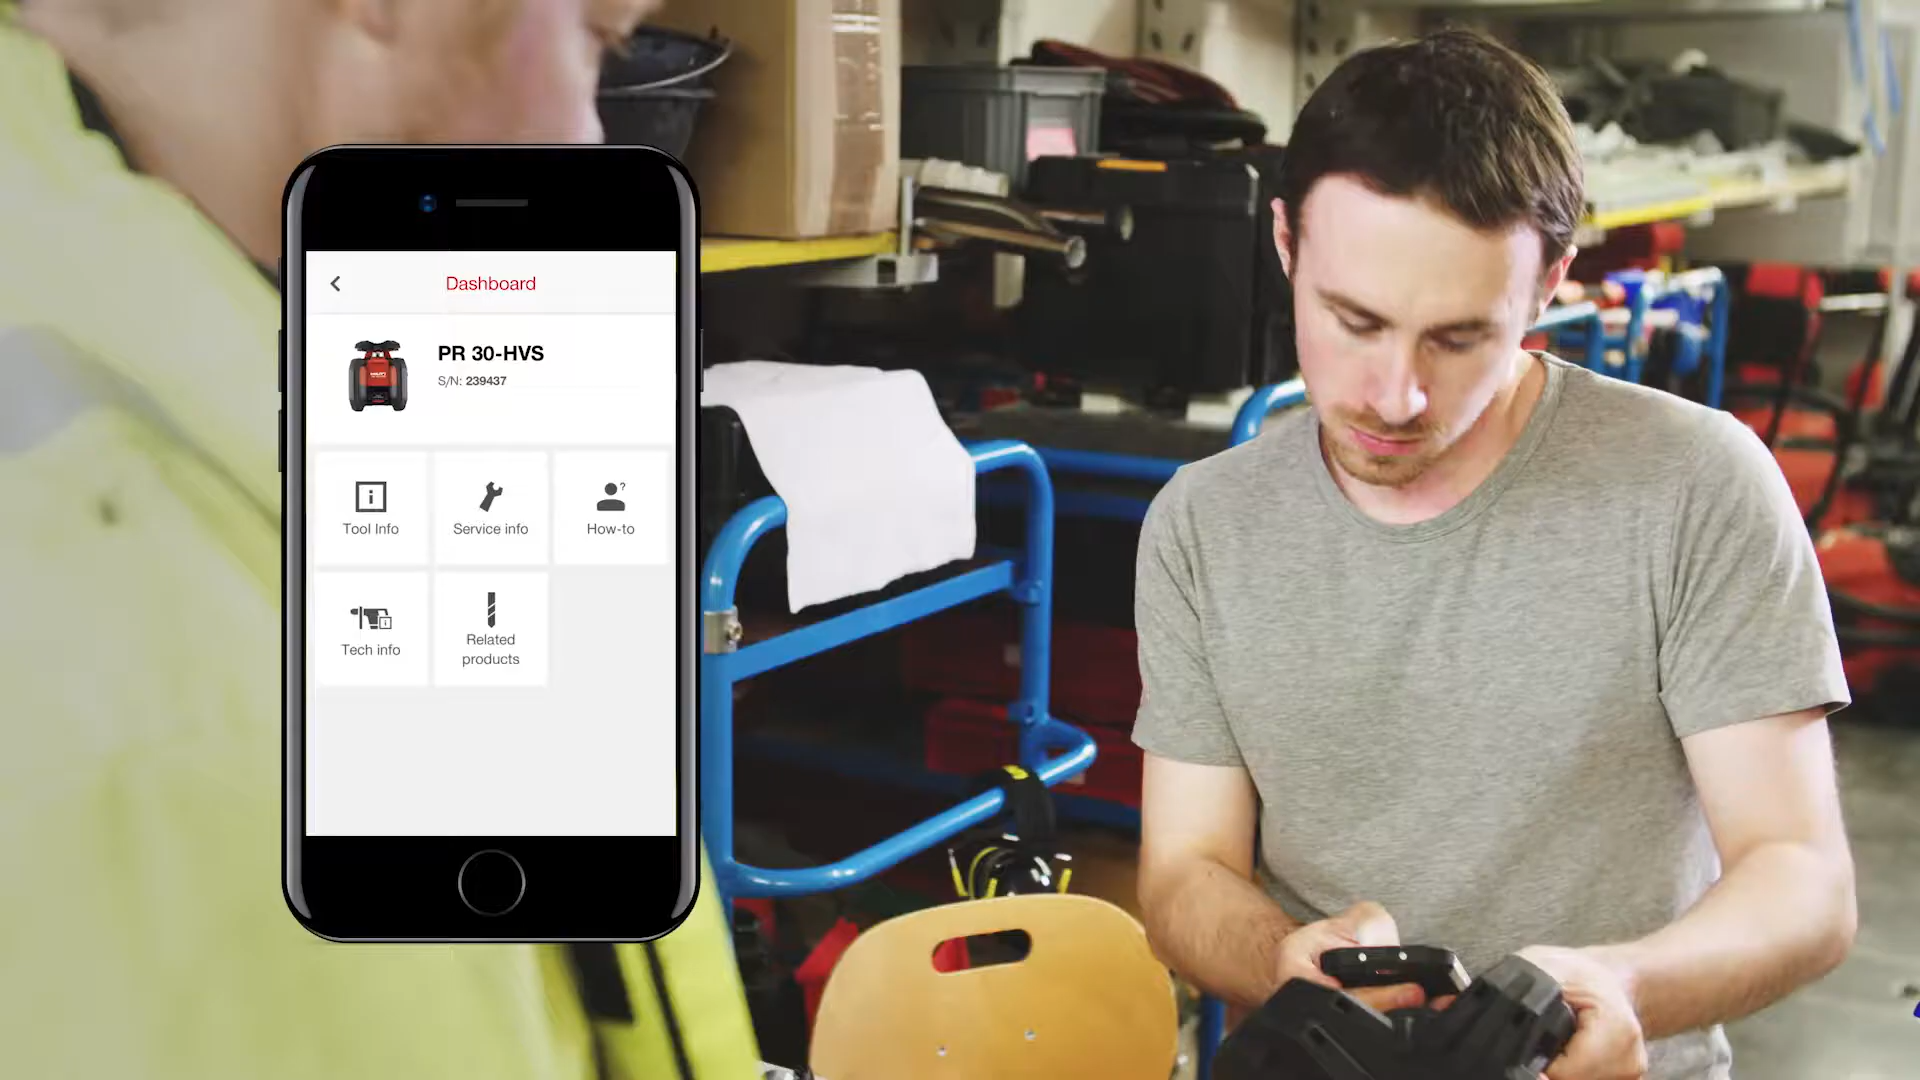 Dashboard
PR 30-HVS
S/N: 239437
Tool Info
Service info
How-to
Tech info
Related
products